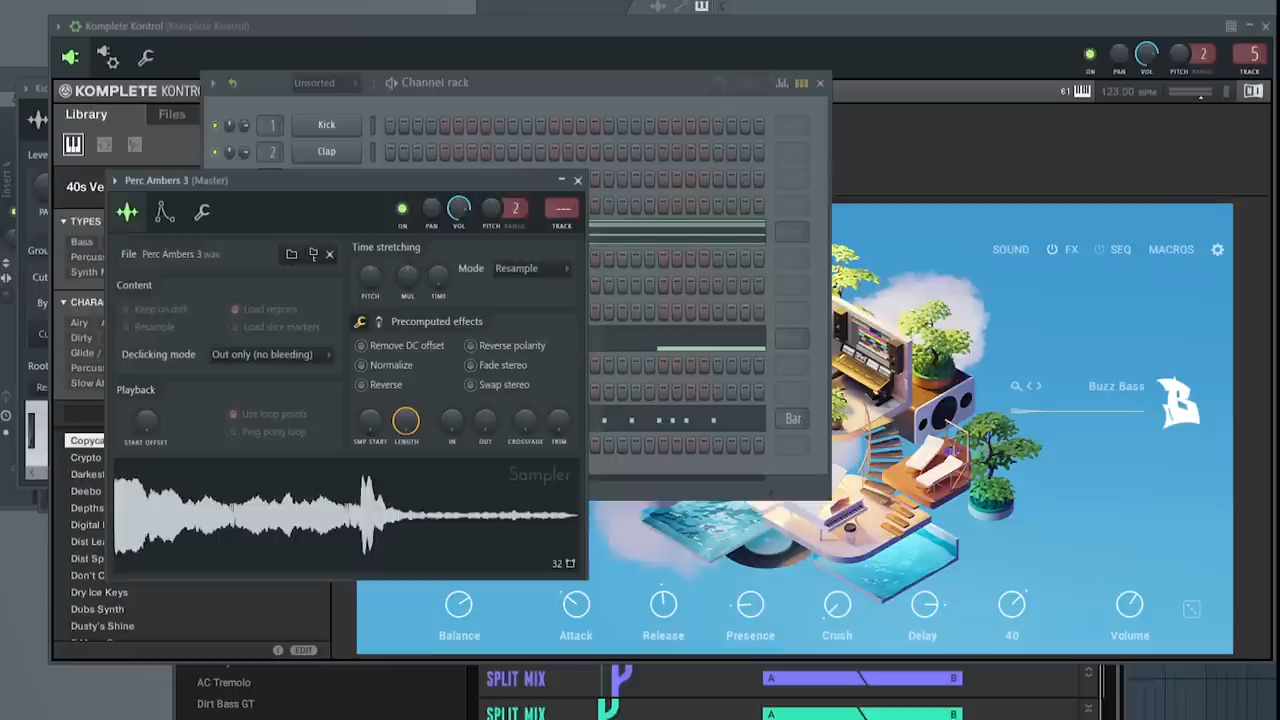 Komplete Kontrol (Komplete Kontrol)
ON
PAN
VOL
PITCH
RANGE
2
5
TRACK
Unsorted
Channel rack
KOMPLETE KONTRO
61
123.00 BPM
Library
Files
1
Kick
2
Clap
40s Ve
Perc Ambers 3 (Master)
TYPES
Bass
Percus
Synth M
CHARA
Airy
Dirty
Glide /
Percus
Slow At
ON
PAN
VOL
PITCH
RANGE
2
---
TRACK
File
Perc Ambers 3.wav
Time stretching
Mode
Resample
PITCH
MUL
TIME
Content
Keep on disk
Load regions
Resample
Load slice markers
Declicking mode
Out only (no bleeding)
Precomputed effects
Remove DC offset
Reverse polarity
Normalize
Fade stereo
Reverse
Swap stereo
Playback
Use loop points
Ping pong loop
START OFFSET
SMP START
LENGTH
IN
OUT
CROSSFADE
TRIM
Sampler
32
Bar
SOUND
FX
SEQ
MACROS
Buzz Bass
B
Copyca
Crypto
Darkest
Deebo
Depths
Digital I
Dist Lea
Dist Sp
Don't C
Dry Ice Keys
Dubs Synth
Dusty's Shine
EDIT
Balance
Attack
Release
Presence
Crush
Delay
40
Volume
AC Tremolo
Dirt Bass GT
SPLIT MIX
A
B
SPLIT MIX
A
B